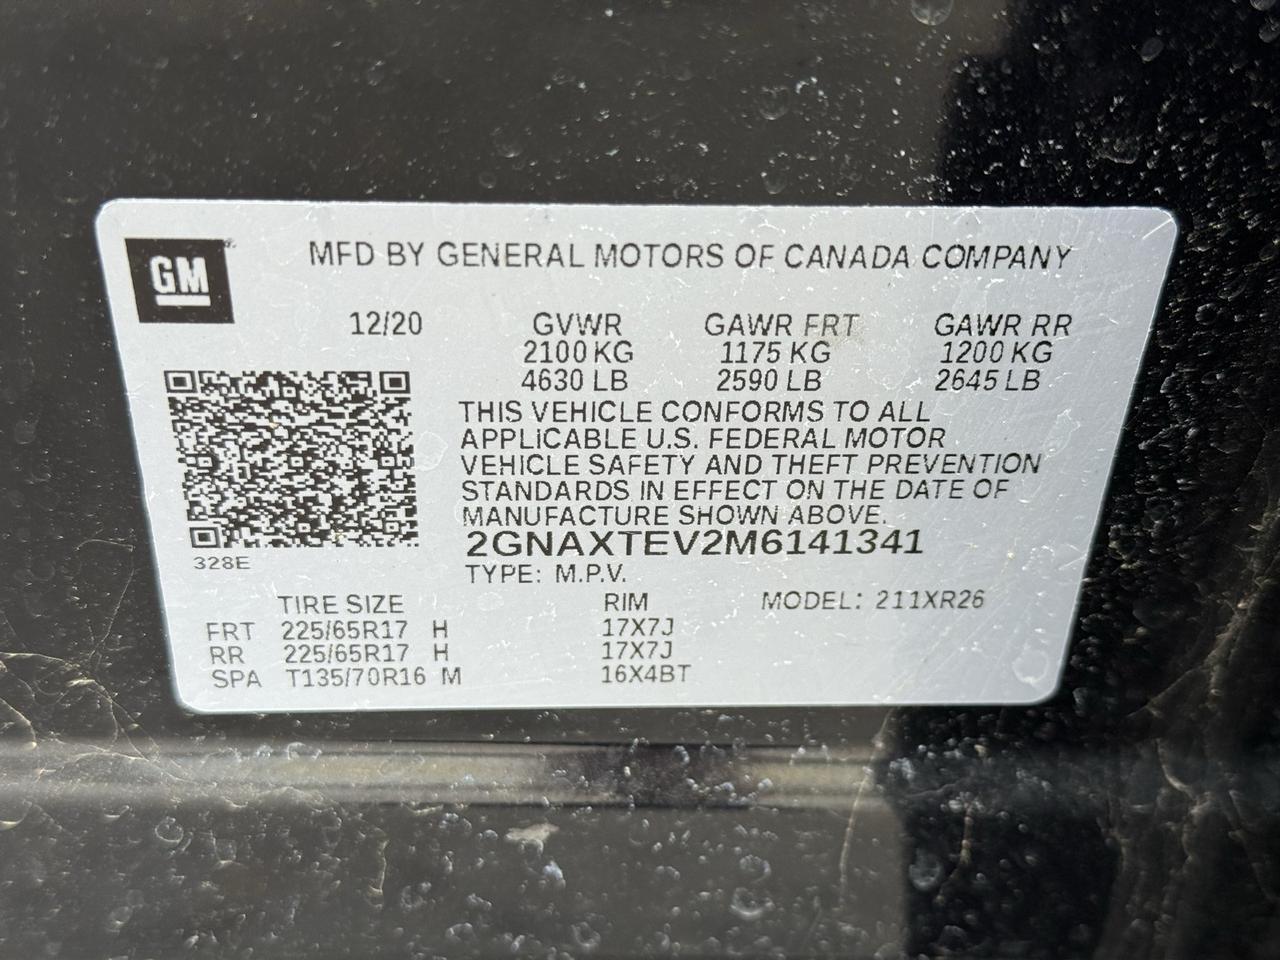 GM
MFD BY GENERAL MOTORS OF CANADA COMPANY
12/20 GVWR GAWR FRT GAWR RR
2100 KG 1175 KG 1200 KG
4630 LB 2590 LB 2645 LB
THIS VEHICLE CONFORMS TO ALL
APPLICABLE U.S. FEDERAL MOTOR
VEHICLE SAFETY AND THEFT PREVENTION
STANDARDS IN EFFECT ON THE DATE OF
MANUFACTURE SHOWN ABOVE.
2GNAXTEV2M6141341
328E
TYPE: M.P.V.
TIRE SIZE RIM MODEL: 211XR26
FRT 225/65R17 H 17X7J
RR 225/65R17 H 17X7J
SPA T135/70R16 M 16X4BT